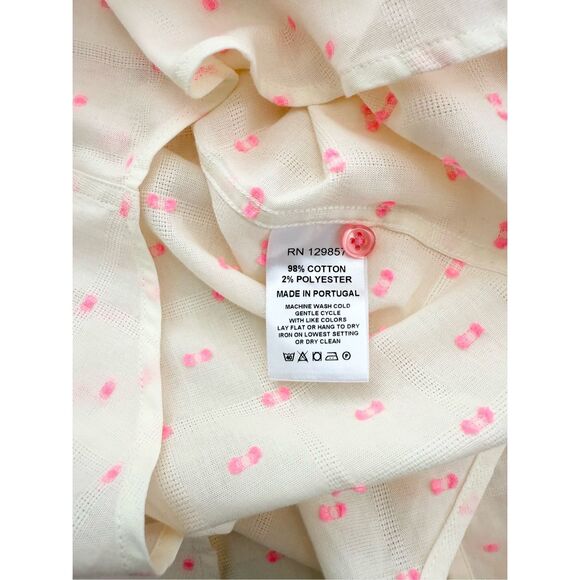 RN 129857
98% COTTON
2% POLYESTER
MADE IN PORTUGAL
MACHINE WASH COLD
GENTLE CYCLE
WITH LIKE COLORS
LAY FLAT OR HANG TO DRY
IRON ON LOWEST SETTING
OR DRY CLEAN